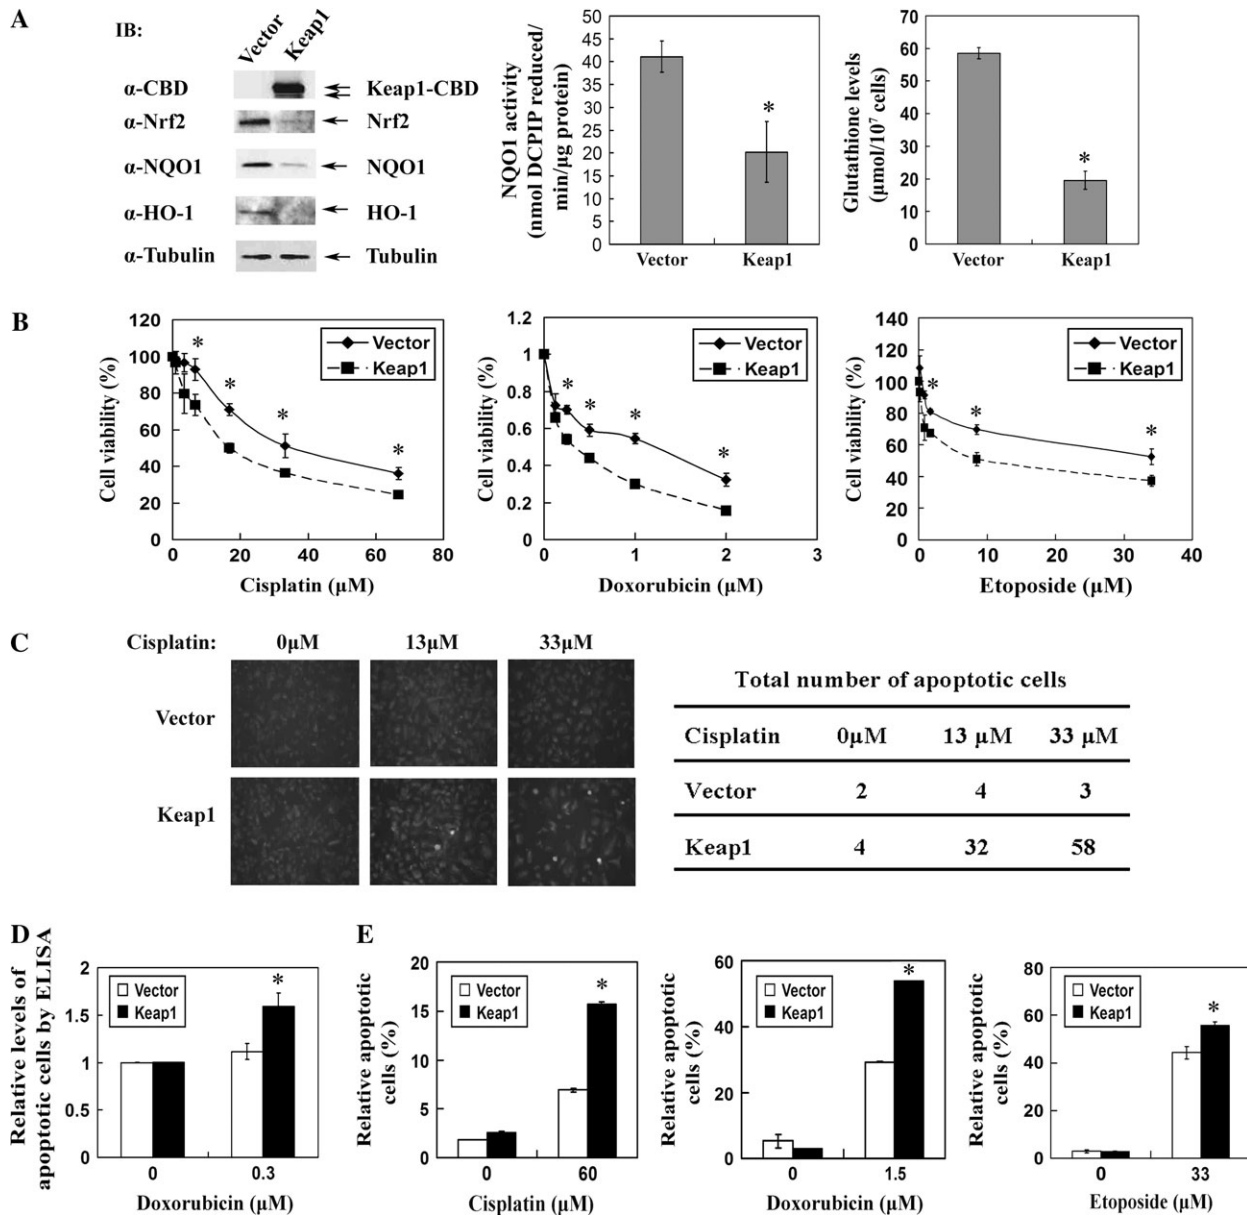 A
IB:
Vector
Keap1
α-CBD
Keap1-CBD
α-Nrf2
Nrf2
α-NQO1
NQO1
α-HO-1
HO-1
α-Tubulin
Tubulin
NQO1 activity
(nmol DCPIP reduced/
min/μg protein)
50
45
40
35
30
25
20
15
10
5
0
*
Vector
Keap1
Glutathione levels
(μmol/10⁷ cells)
70
60
50
40
30
20
10
0
*
Vector
Keap1
B
Cell viability (%)
120
100
80
60
40
20
0
* * * *
Vector
Keap1
0 20 40 60 80
Cisplatin (μM)
Cell viability (%)
1.2
1
0.8
0.6
0.4
0.2
0
* * * *
Vector
Keap1
0 1 2 3
Doxorubicin (μM)
Cell viability (%)
140
120
100
80
60
40
20
0
* * *
Vector
Keap1
0 10 20 30 40
Etoposide (μM)
C
Cisplatin: 0μM 13μM 33μM
Vector
Keap1
Total number of apoptotic cells
Cisplatin 0μM 13 μM 33 μM
Vector 2 4 3
Keap1 4 32 58
D
Relative levels of
apoptotic cells by ELISA
2
1.5
1
0.5
0
Vector
Keap1
*
0 0.3
Doxorubicin (μM)
E
Relative apoptotic
cells (%)
20
15
10
5
0
Vector
Keap1
*
0 60
Cisplatin (μM)
Relative apoptotic
cells (%)
60
40
20
0
Vector
Keap1
*
0 1.5
Doxorubicin (μM)
Relative apoptotic
cells (%)
80
60
40
20
0
Vector
Keap1
*
0 33
Etoposide (μM)